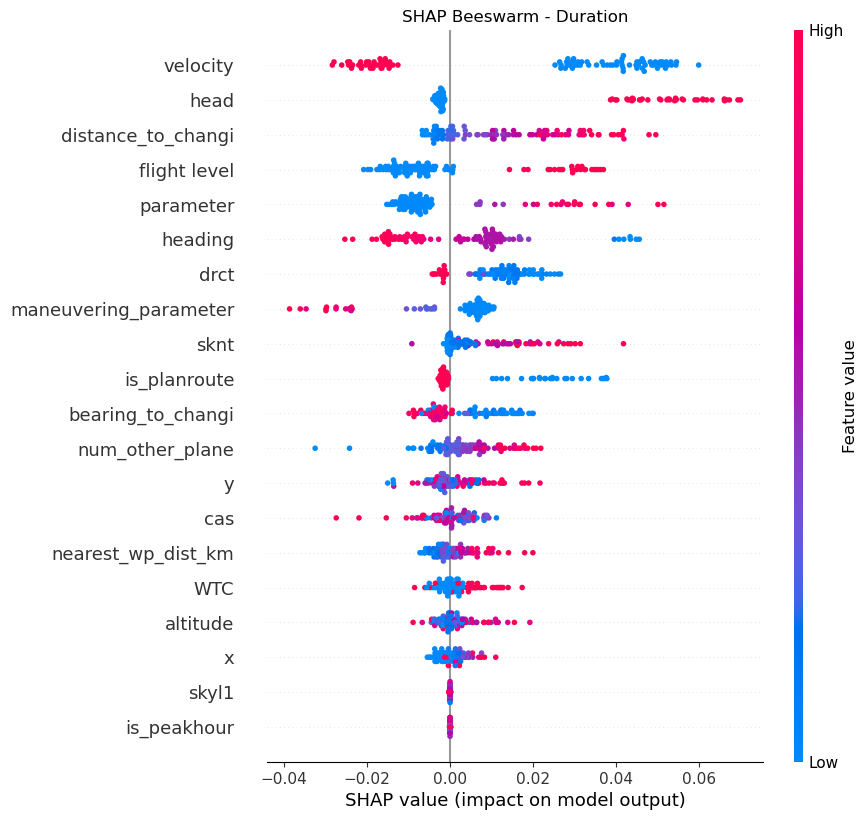 SHAP Beeswarm - Duration
High
velocity
head
distance_to_changi
flight level
parameter
heading
drct
maneuvering_parameter
sknt
is_planroute
bearing_to_changi
num_other_plane
y
cas
nearest_wp_dist_km
WTC
altitude
x
skyl1
is_peakhour
Feature value
Low
−0.04 −0.02 0.00 0.02 0.04 0.06
SHAP value (impact on model output)